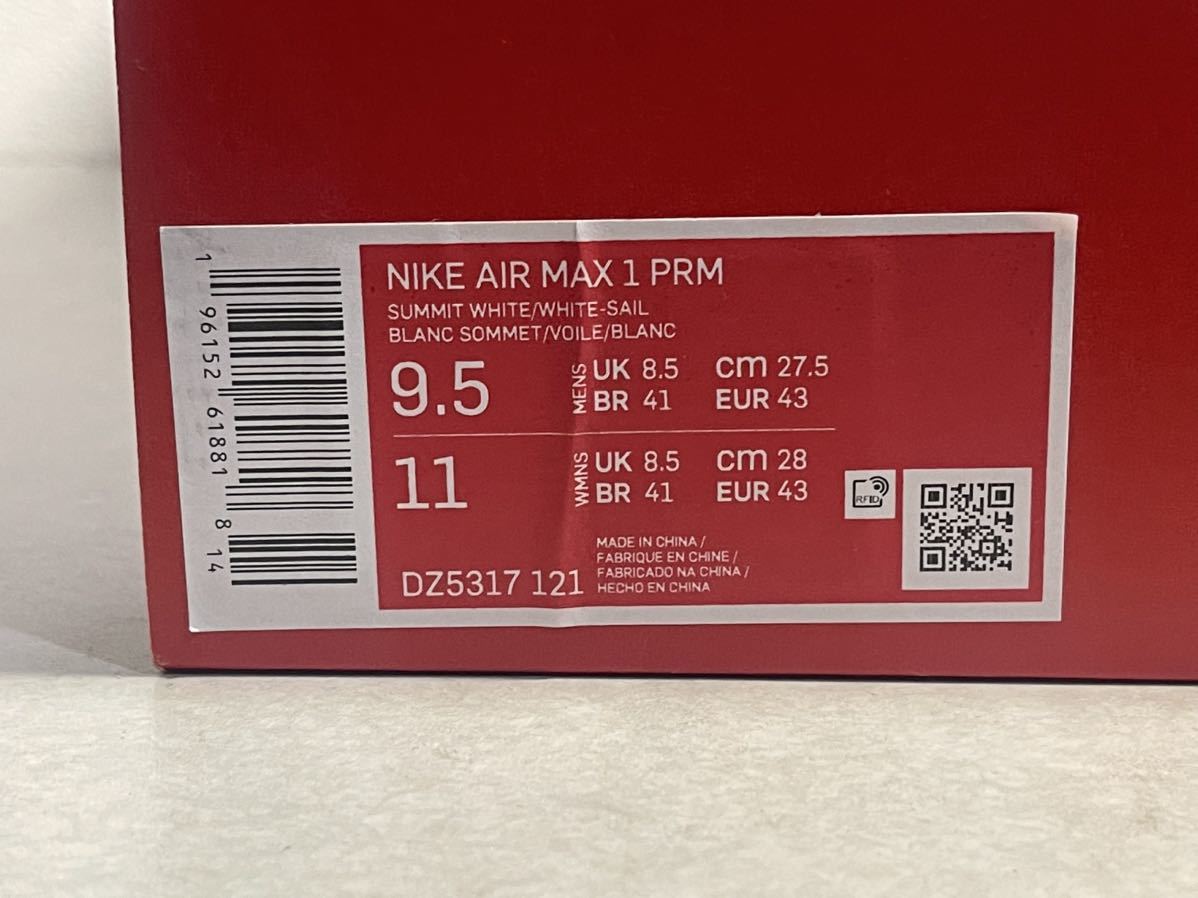 NIKE AIR MAX 1 PRM
SUMMIT WHITE/WHITE-SAIL
BLANC SOMMET/VOILE/BLANC
9.5 MENS UK 8.5 cm 27.5
BR 41 EUR 43
11 WMNS UK 8.5 cm 28
BR 41 EUR 43
DZ5317 121
MADE IN CHINA /
FABRIQUE EN CHINE /
FABRICADO NA CHINA /
HECHO EN CHINA
RFID
1 96152 61881 8 14